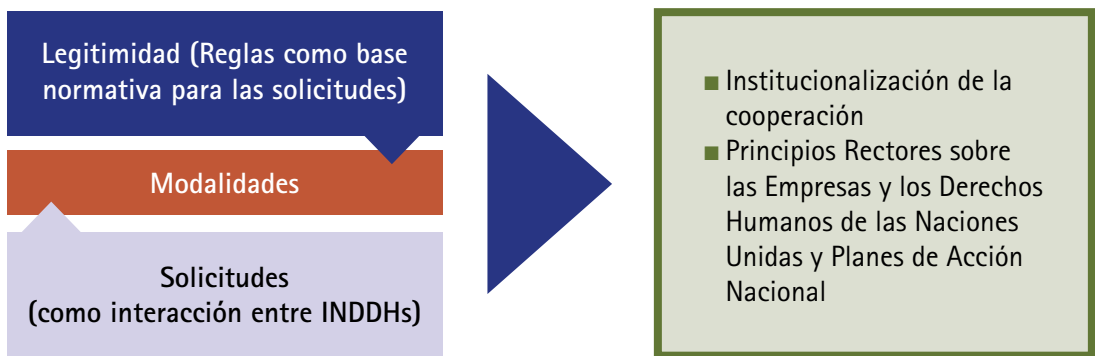 Legitimidad (Reglas como base
normativa para las solicitudes)
Modalidades
Solicitudes
(como interacción entre INDDHs)
■ Institucionalización de la
cooperación
■ Principios Rectores sobre
las Empresas y los Derechos
Humanos de las Naciones
Unidas y Planes de Acción
Nacional